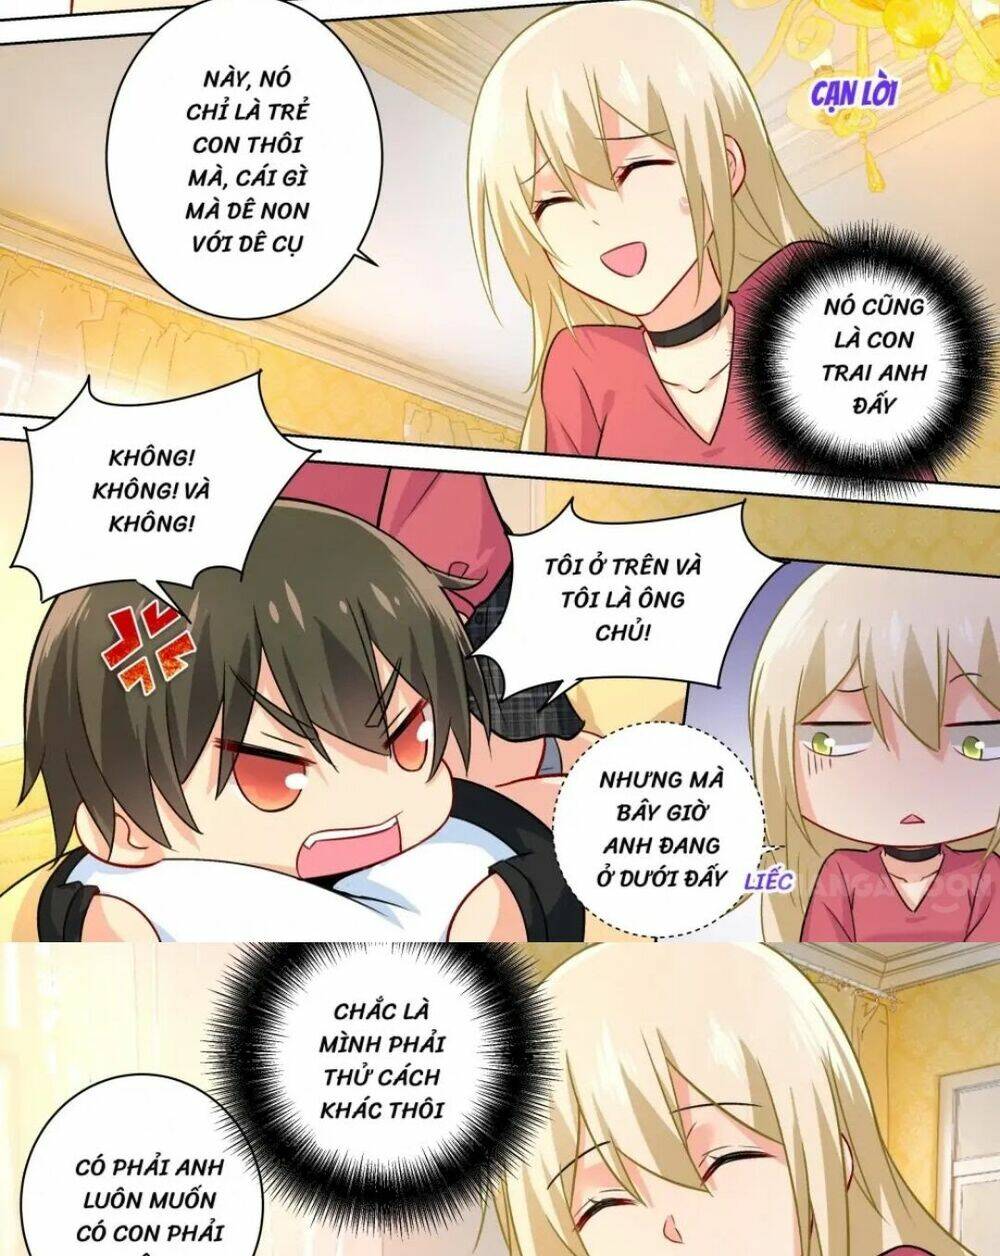 NÀY, NÓ
CHỈ LÀ TRẺ
CON THÔI
MÀ, CÁI GÌ
MÀ DÊ NON
VỚI DÊ CỤ
CẠN LỜI
NÓ CŨNG
LÀ CON
TRAI ANH
ĐẤY
KHÔNG!
KHÔNG! VÀ
KHÔNG!
TÔI Ở TRÊN VÀ
TÔI LÀ ÔNG
CHỦ!
NHƯNG MÀ
BÂY GIỜ
ANH ĐANG
Ở DƯỚI ĐẤY
LIẾC
CHẮC LÀ
MÌNH PHẢI
THỬ CÁCH
KHÁC THÔI
CÓ PHẢI ANH
LUÔN MUỐN
CÓ CON PHẢI